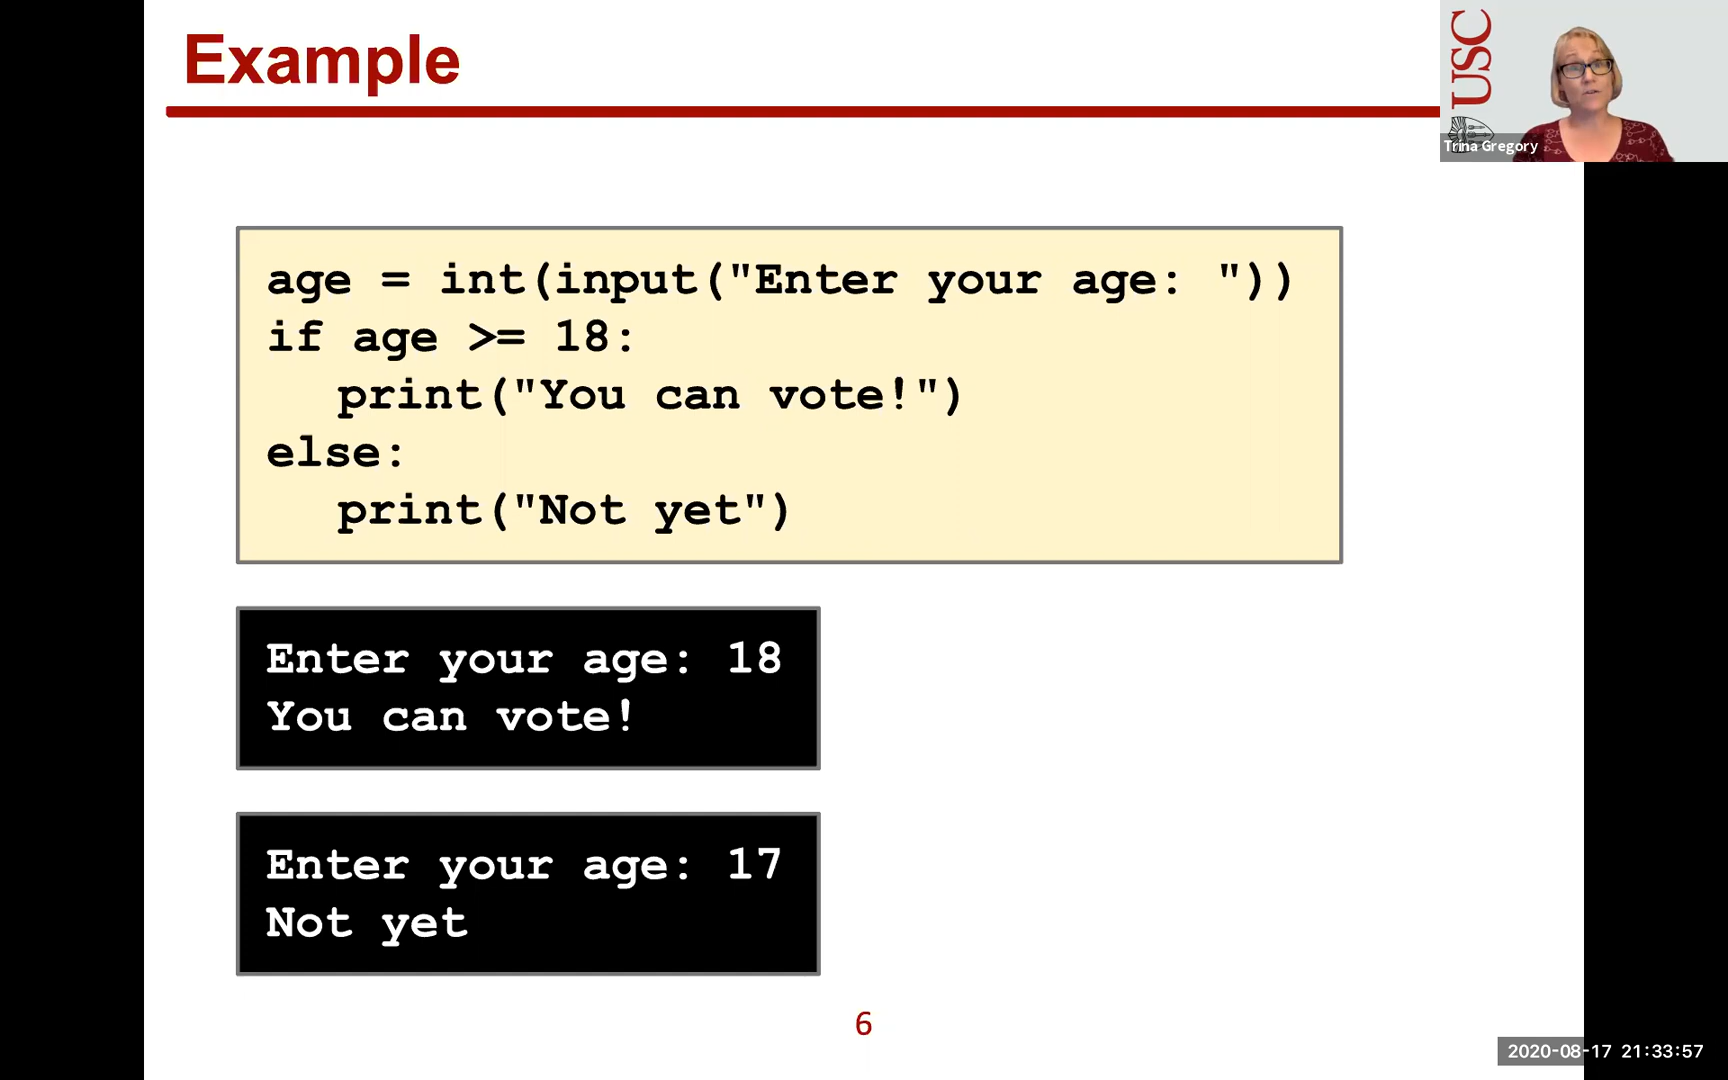 Example
USC
Trina Gregory
age = int(input("Enter your age: "))
if age >= 18:
   print("You can vote!")
else:
   print("Not yet")
Enter your age: 18
You can vote!
Enter your age: 17
Not yet
6
2020-08-17 21:33:57